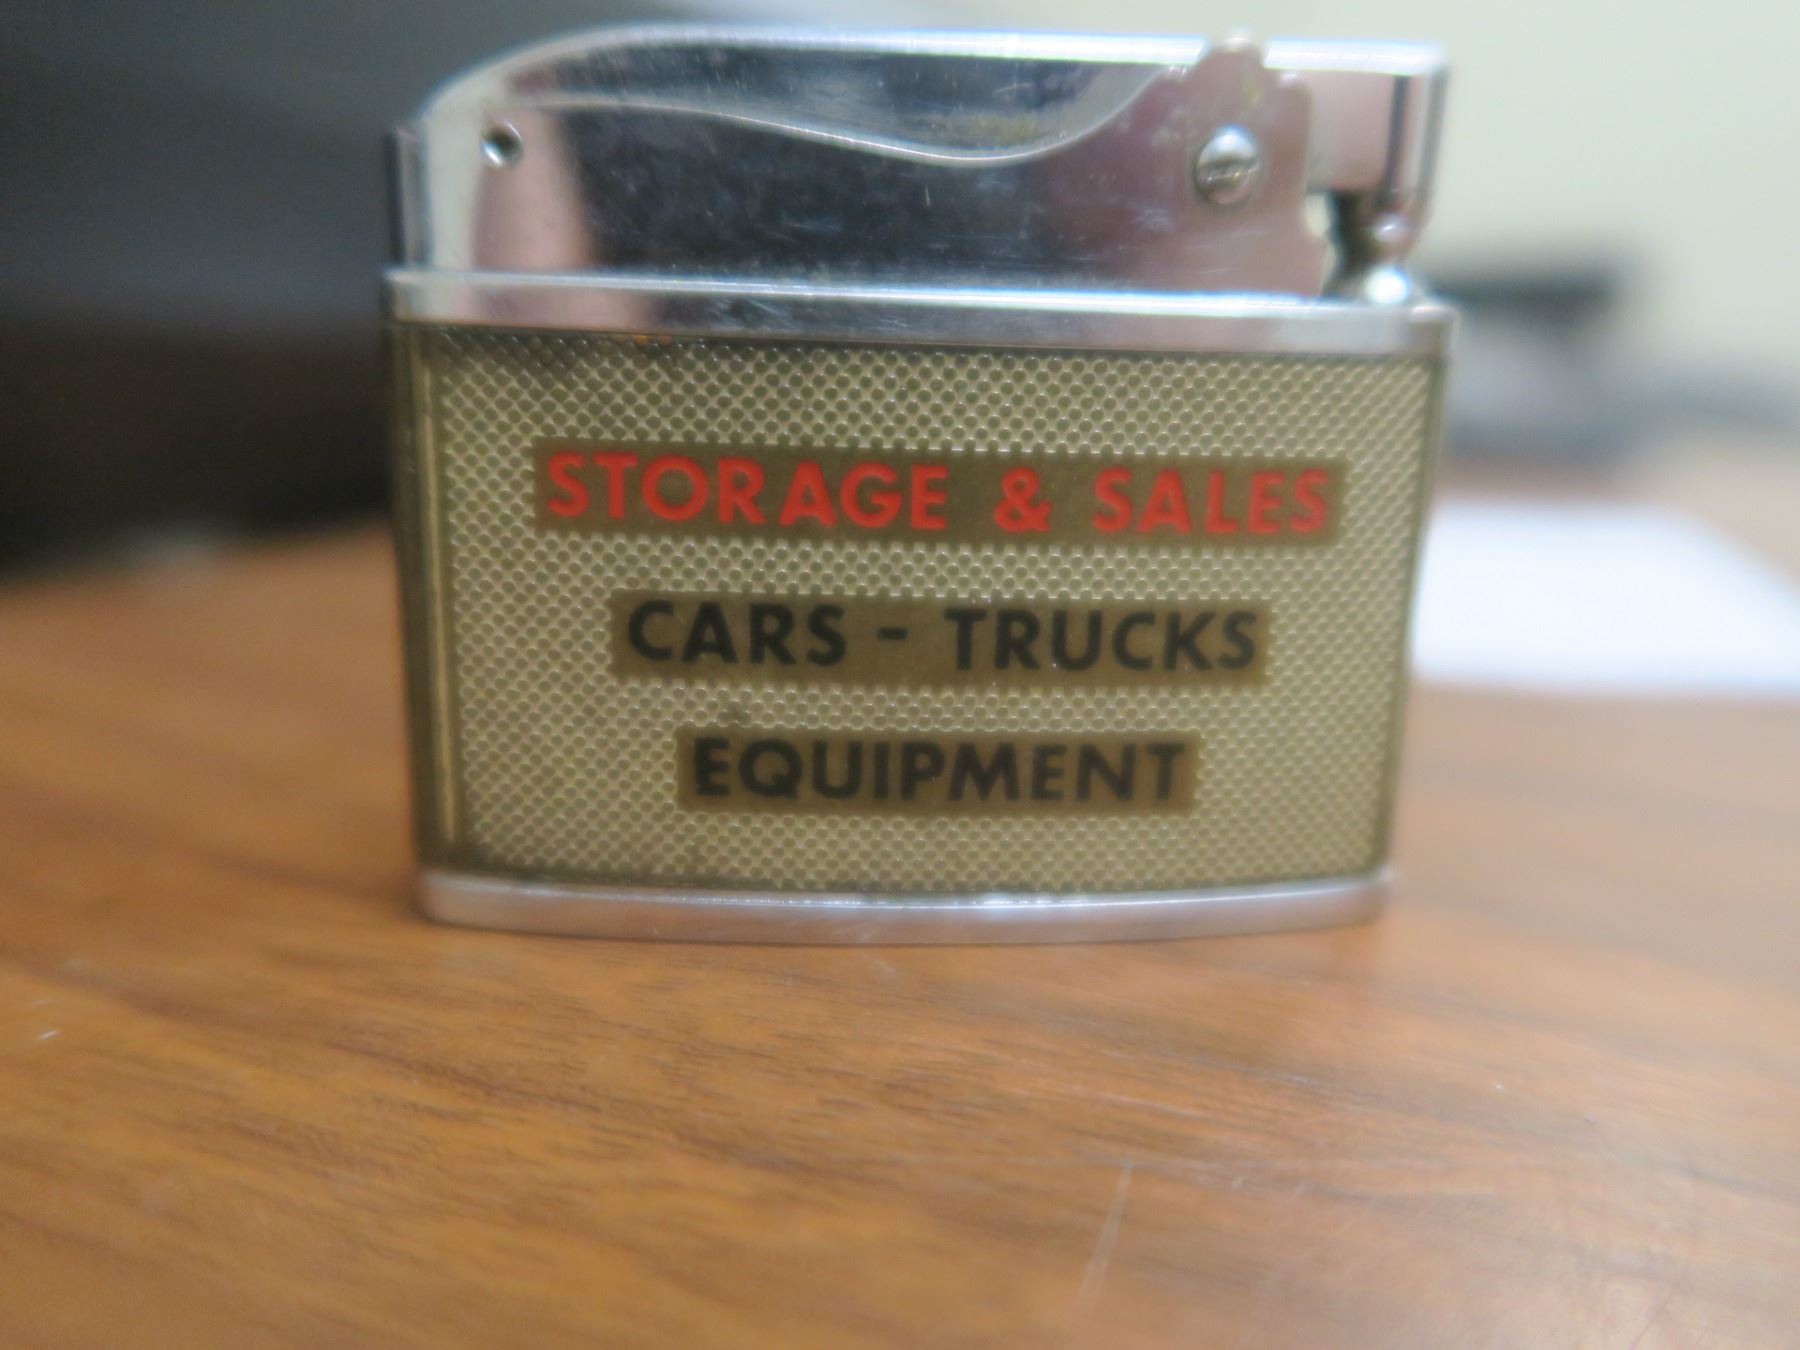 STORAGE & SALES
CARS - TRUCKS
EQUIPMENT